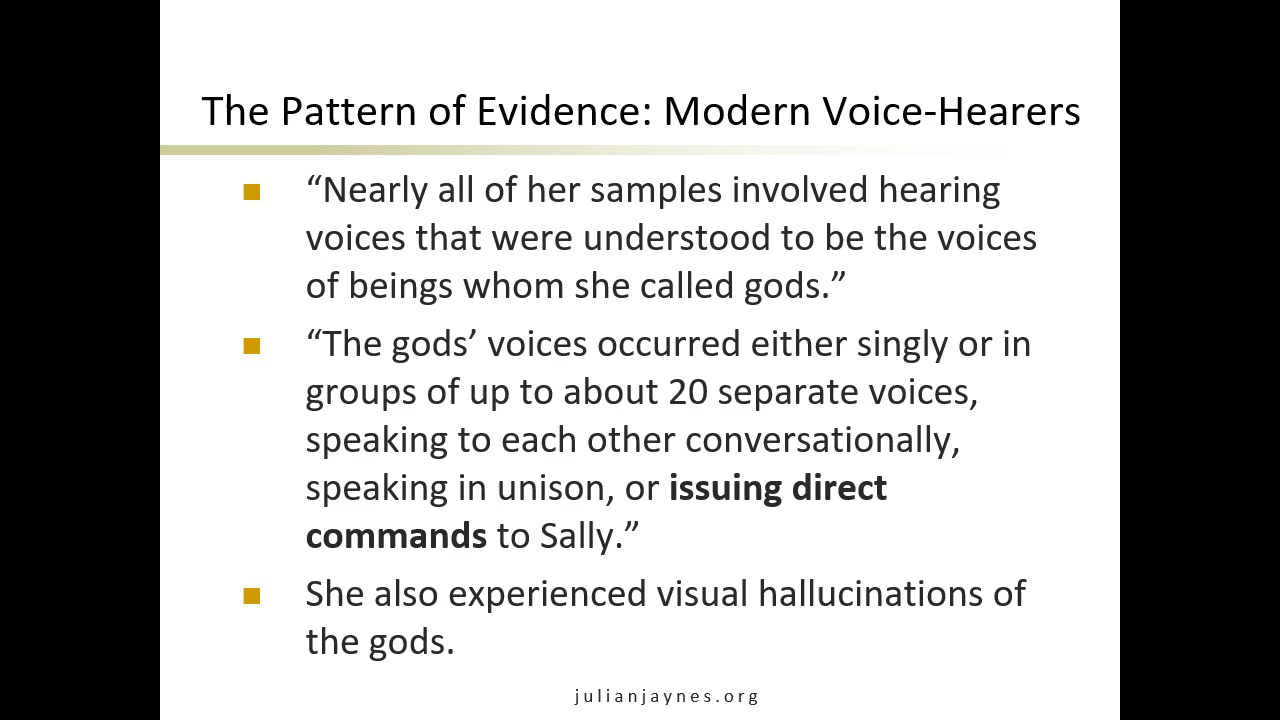 The Pattern of Evidence: Modern Voice-Hearers
“Nearly all of her samples involved hearing
voices that were understood to be the voices
of beings whom she called gods.”
“The gods’ voices occurred either singly or in
groups of up to about 20 separate voices,
speaking to each other conversationally,
speaking in unison, or issuing direct
commands to Sally.”
She also experienced visual hallucinations of
the gods.
julianjaynes.org